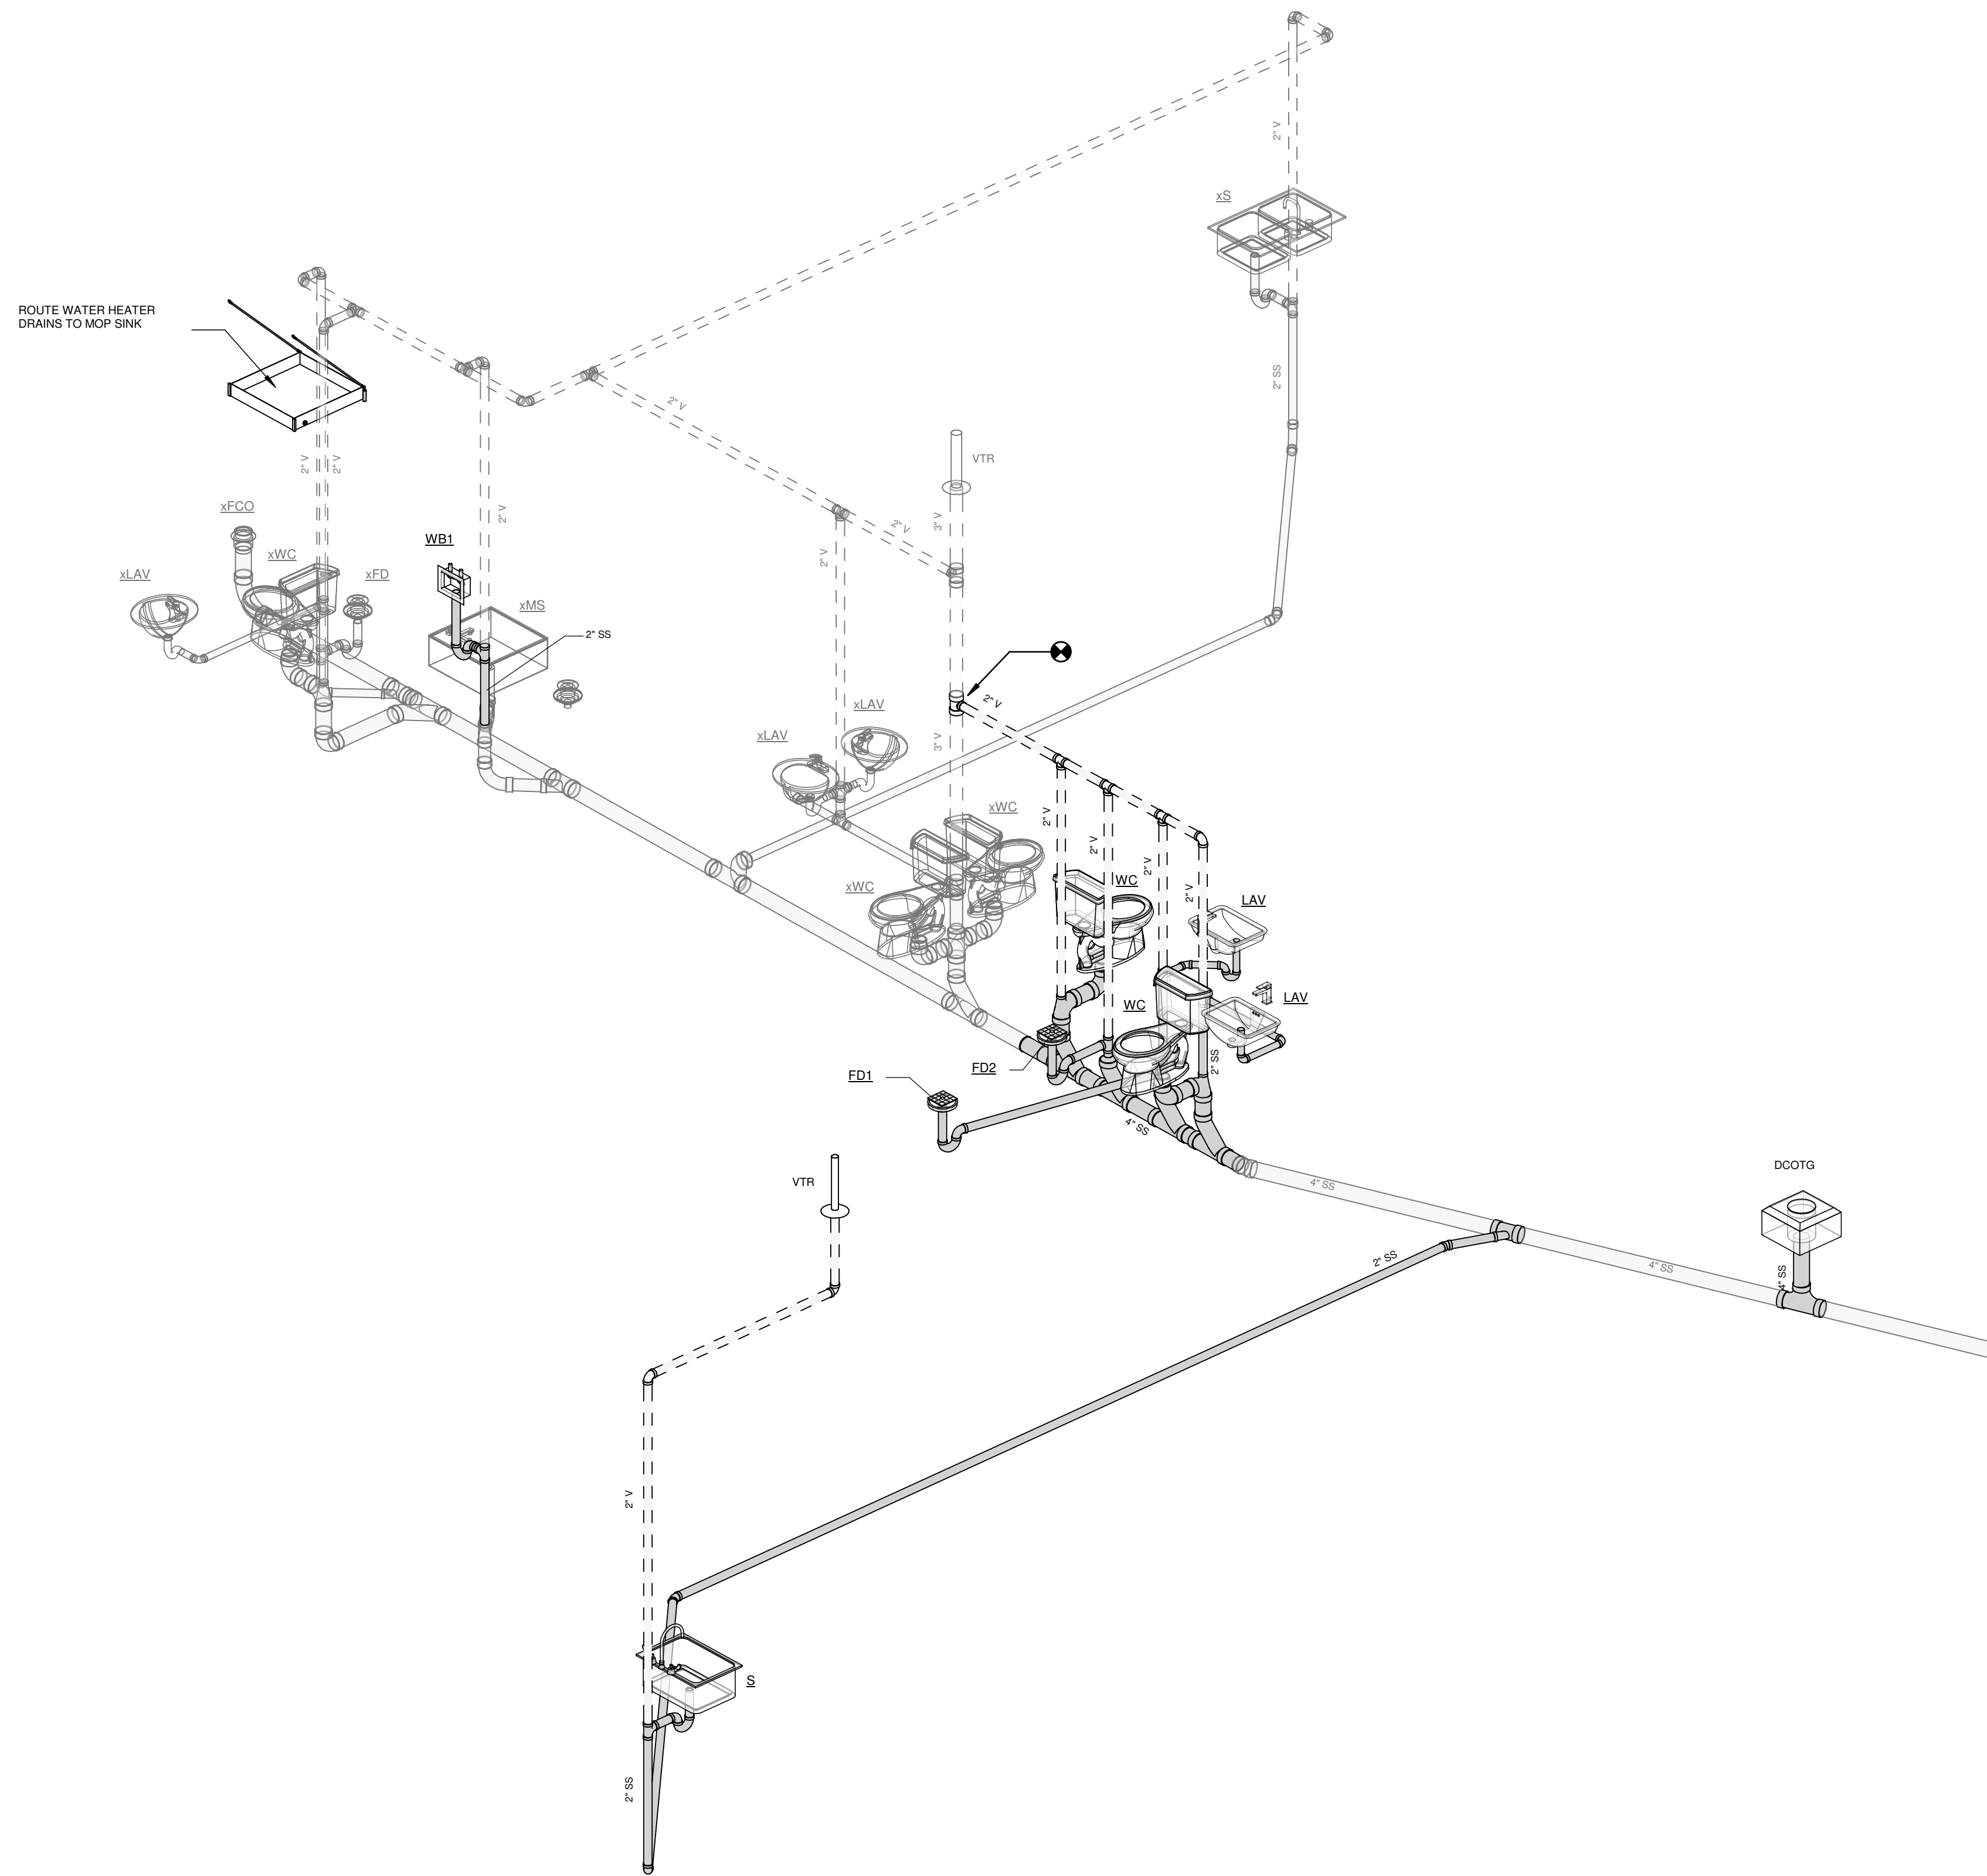 2" V
xS
ROUTE WATER HEATER
DRAINS TO MOP SINK
2" SS
2" V
VTR
2" V
2" V
xFCO
2" V
2" V
3" V
WB1
xWC
2" V
xLAV
xFD
xMS
2" SS
2" V
xLAV
xLAV
3" V
xWC
2" V
2" V
2" V
xWC
WC
2" V
LAV
WC
LAV
FD2
2" SS
FD1
4" SS
VTR
DCOTG
4" SS
2" SS
4" SS
4" SS
2" V
S
2" SS